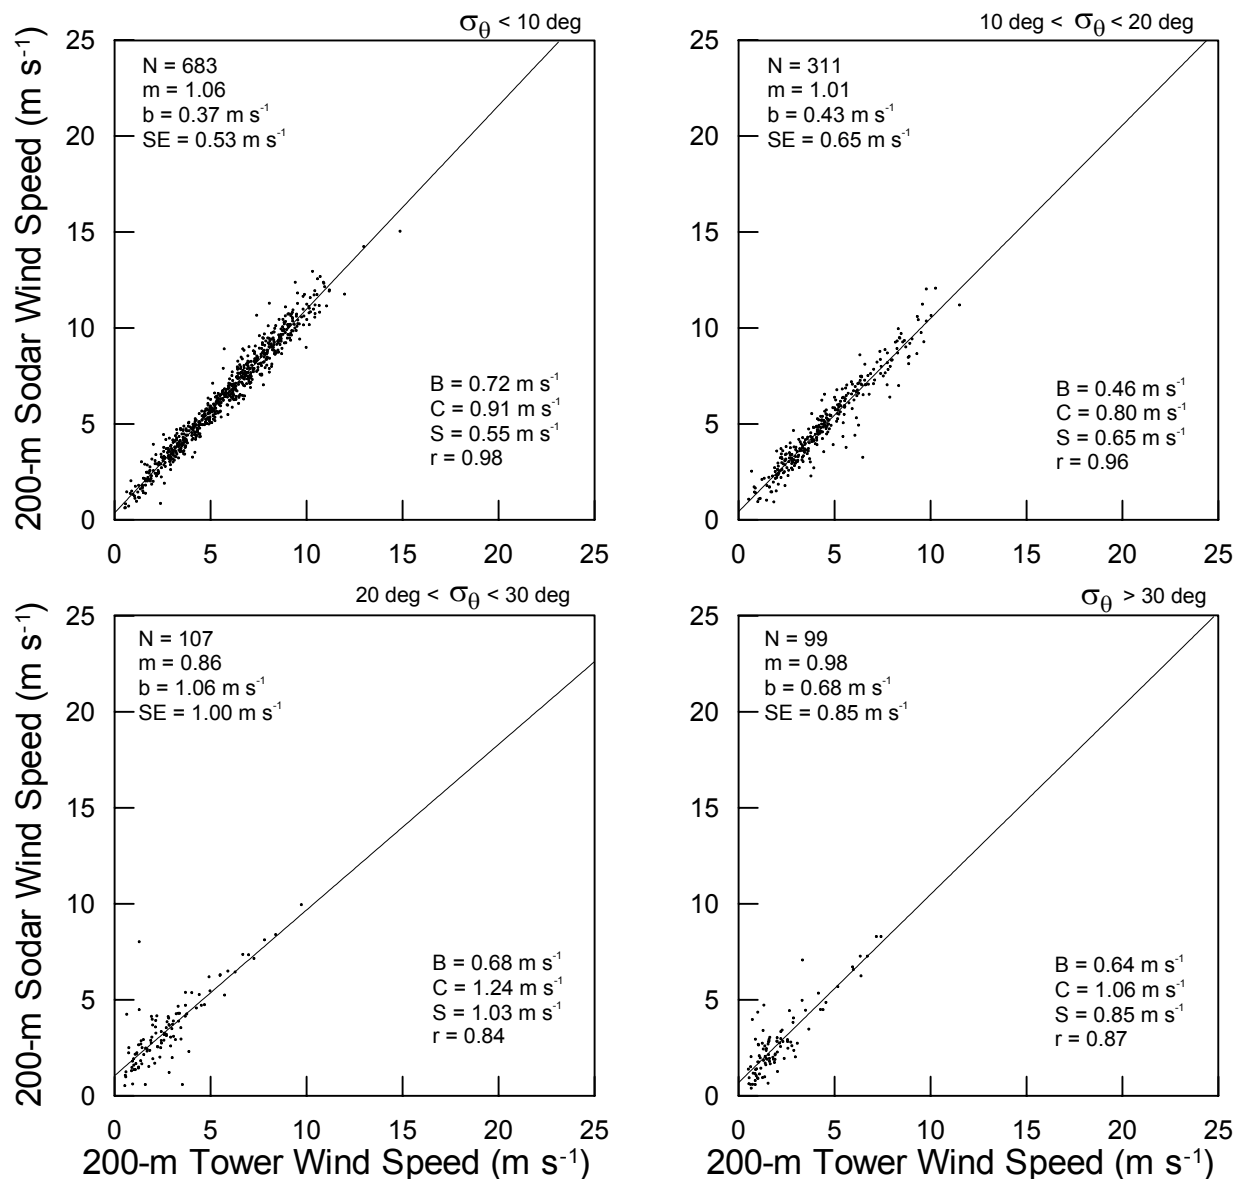 σθ < 10 deg
25
20
15
10
5
0
200-m Sodar Wind Speed (m s⁻¹)
N = 683
m = 1.06
b = 0.37 m s⁻¹
SE = 0.53 m s⁻¹
B = 0.72 m s⁻¹
C = 0.91 m s⁻¹
S = 0.55 m s⁻¹
r = 0.98
0 5 10 15 20 25
10 deg < σθ < 20 deg
25
20
15
10
5
0
N = 311
m = 1.01
b = 0.43 m s⁻¹
SE = 0.65 m s⁻¹
B = 0.46 m s⁻¹
C = 0.80 m s⁻¹
S = 0.65 m s⁻¹
r = 0.96
0 5 10 15 20 25
20 deg < σθ < 30 deg
25
20
15
10
5
0
200-m Sodar Wind Speed (m s⁻¹)
N = 107
m = 0.86
b = 1.06 m s⁻¹
SE = 1.00 m s⁻¹
B = 0.68 m s⁻¹
C = 1.24 m s⁻¹
S = 1.03 m s⁻¹
r = 0.84
0 5 10 15 20 25
200-m Tower Wind Speed (m s⁻¹)
σθ > 30 deg
25
20
15
10
5
0
N = 99
m = 0.98
b = 0.68 m s⁻¹
SE = 0.85 m s⁻¹
B = 0.64 m s⁻¹
C = 1.06 m s⁻¹
S = 0.85 m s⁻¹
r = 0.87
0 5 10 15 20 25
200-m Tower Wind Speed (m s⁻¹)